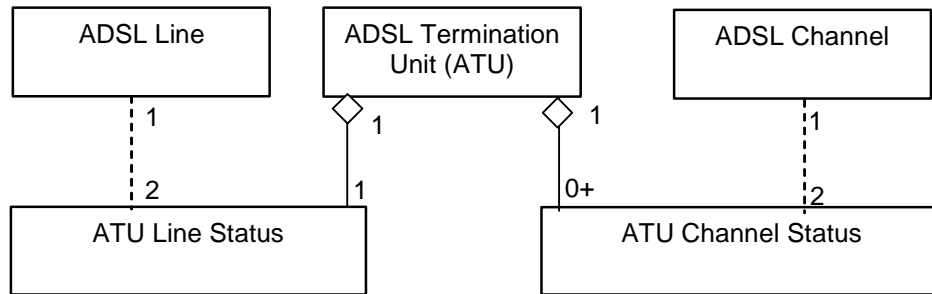 ADSL Line
ADSL Termination
Unit (ATU)
ADSL Channel
1
1
1
1
2
1
0+
2
ATU Line Status
ATU Channel Status